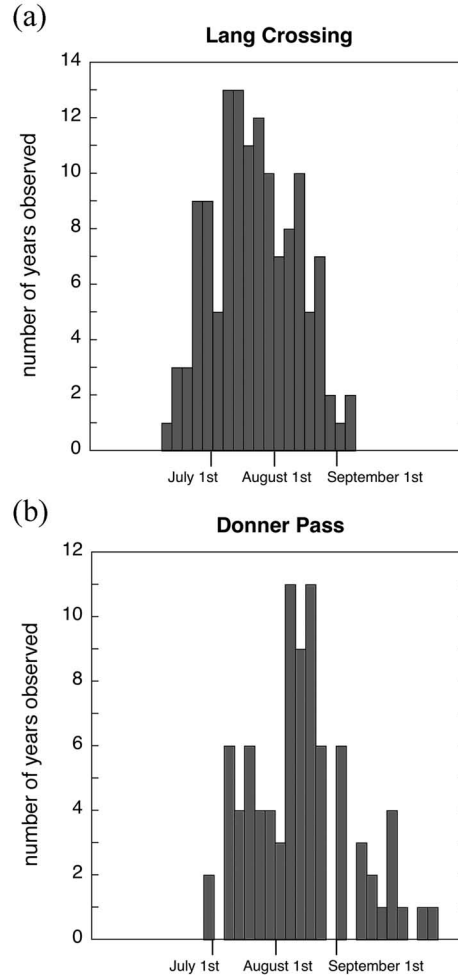 (a)
Lang Crossing
number of years observed
14
12
10
8
6
4
2
0
July 1st August 1st September 1st
(b)
Donner Pass
number of years observed
12
10
8
6
4
2
0
July 1st August 1st September 1st